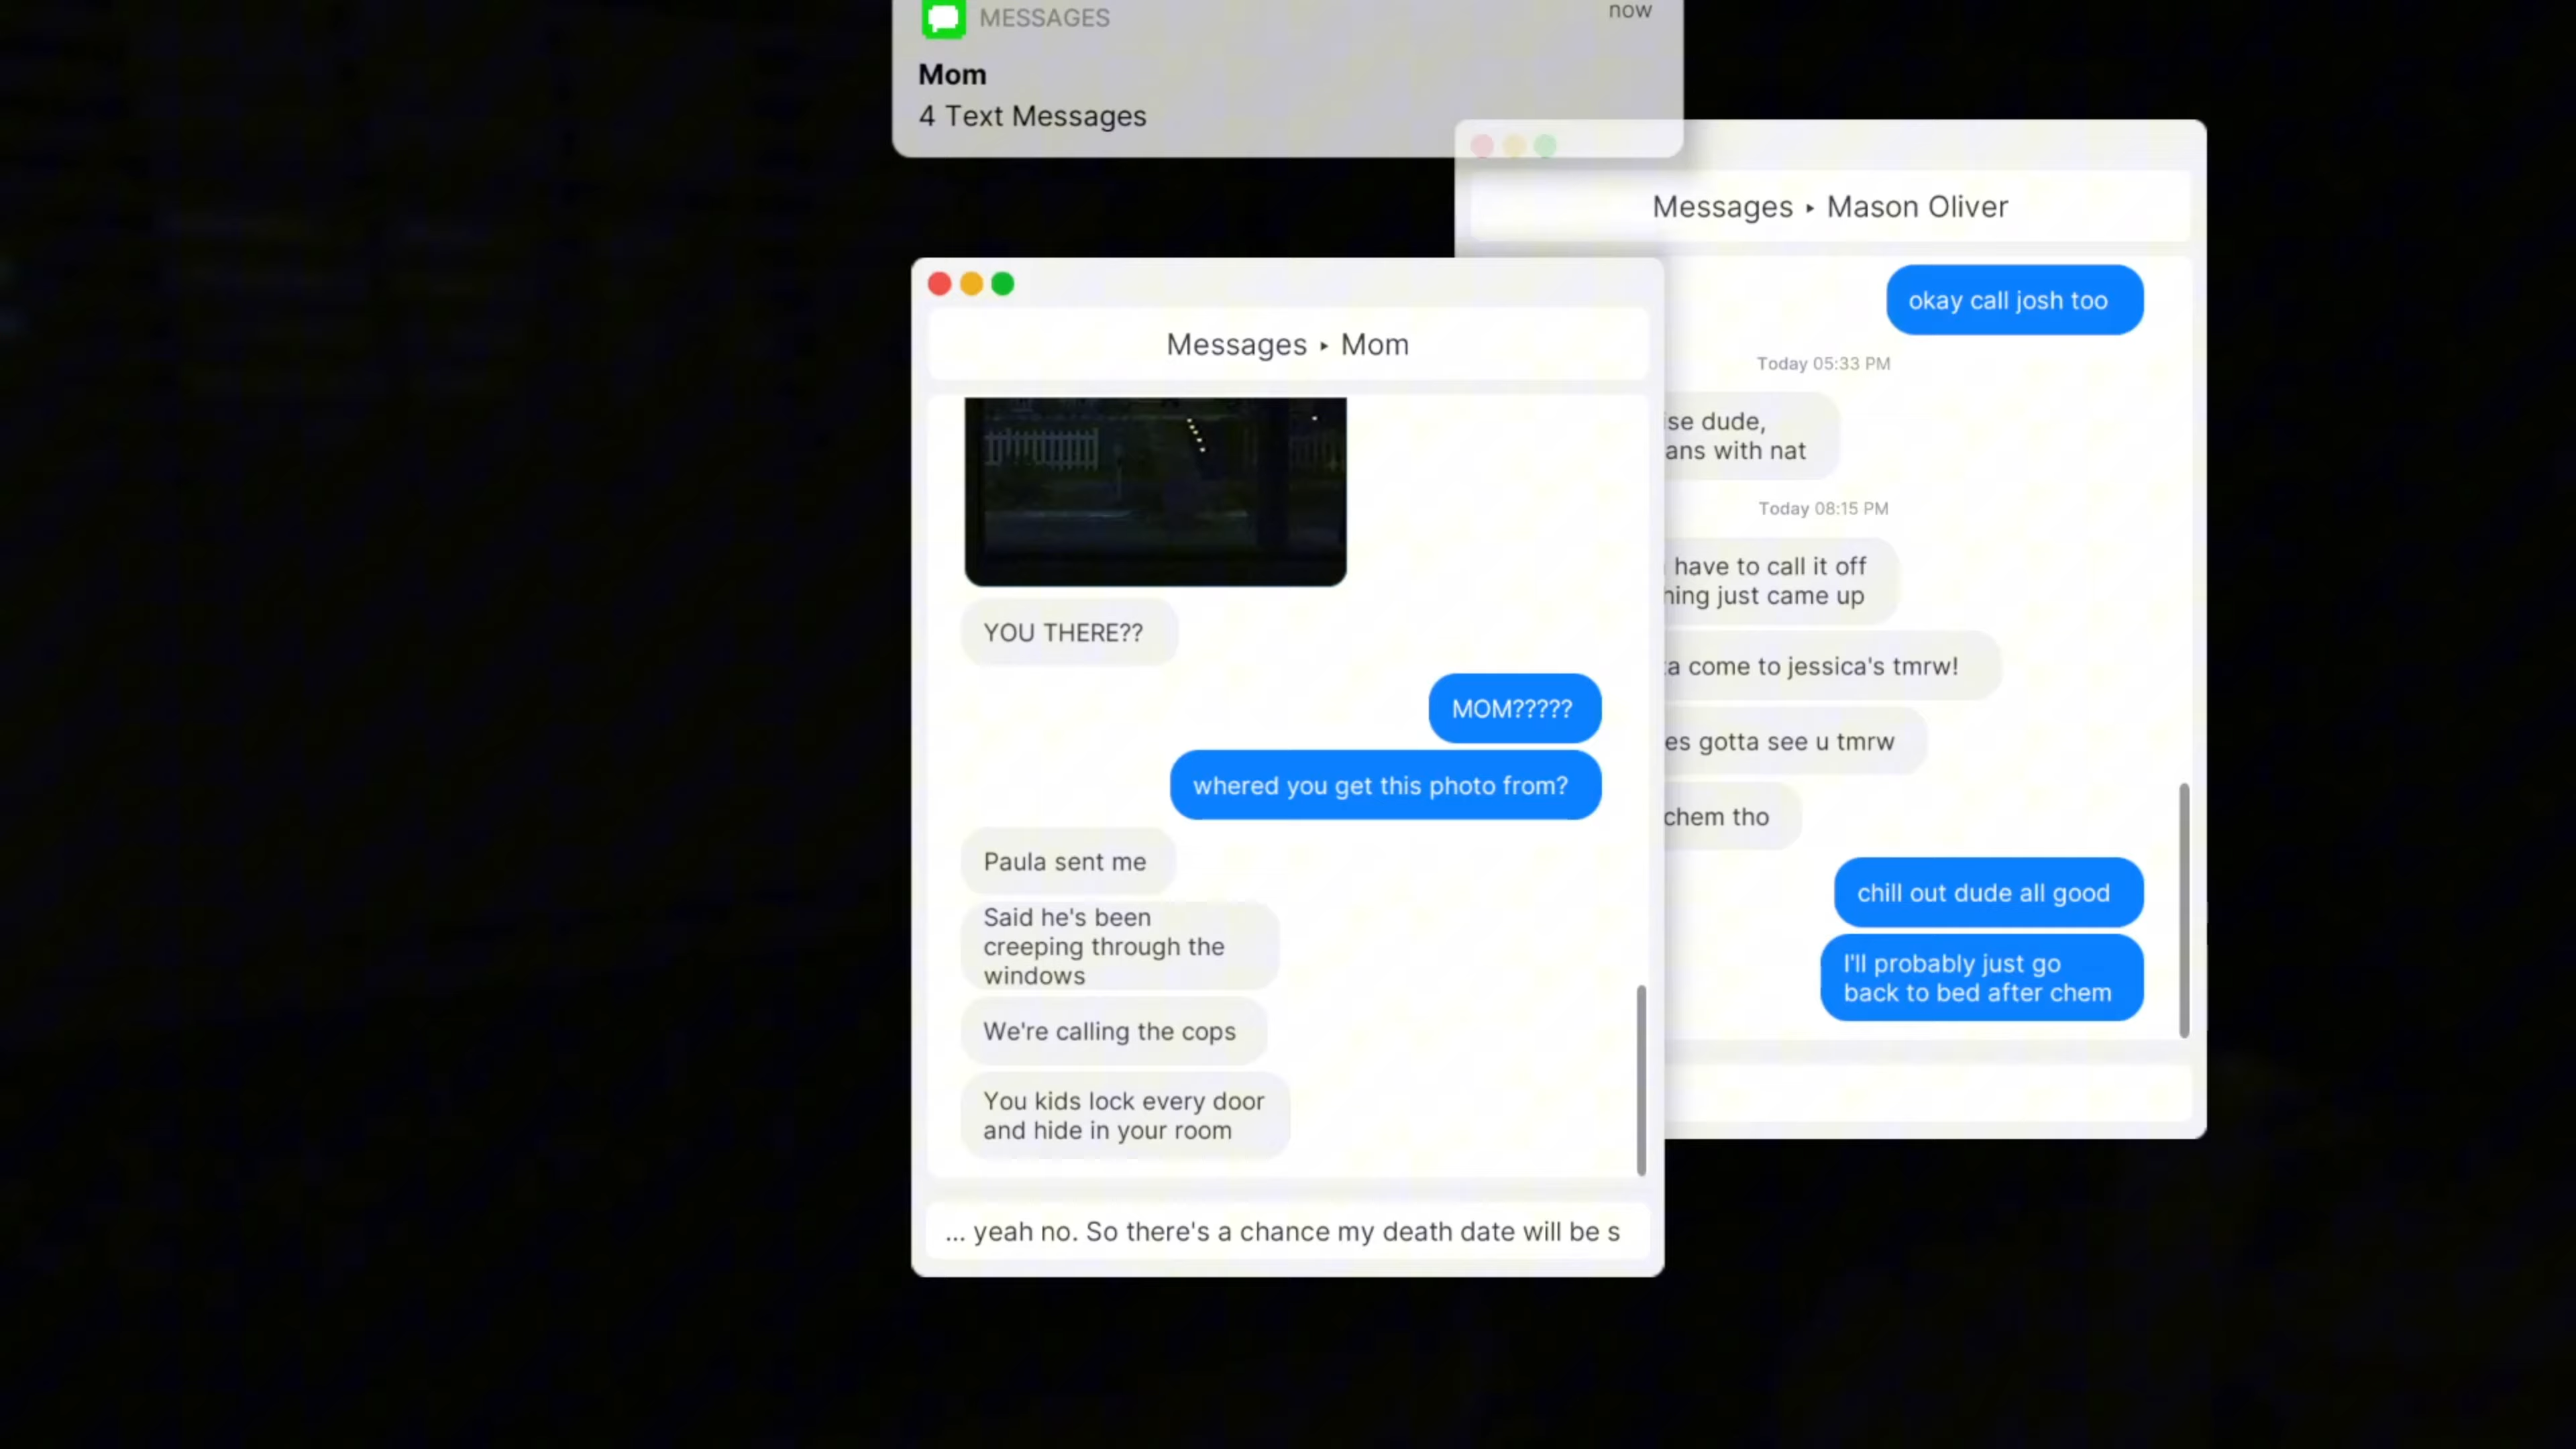 MESSAGES
now
Mom
4 Text Messages
Messages ‣ Mason Oliver
okay call josh too
Today 05:33 PM
dude,
with nat
Today 08:15 PM
have to call it off
just came up
come to jessica's tmrw!
gotta see u tmrw
chem tho
chill out dude all good
I'll probably just go
back to bed after chem
Messages ‣ Mom
YOU THERE??
MOM?????
whered you get this photo from?
Paula sent me
Said he's been
creeping through the
windows
We're calling the cops
You kids lock every door
and hide in your room
... yeah no. So there's a chance my death date will be s